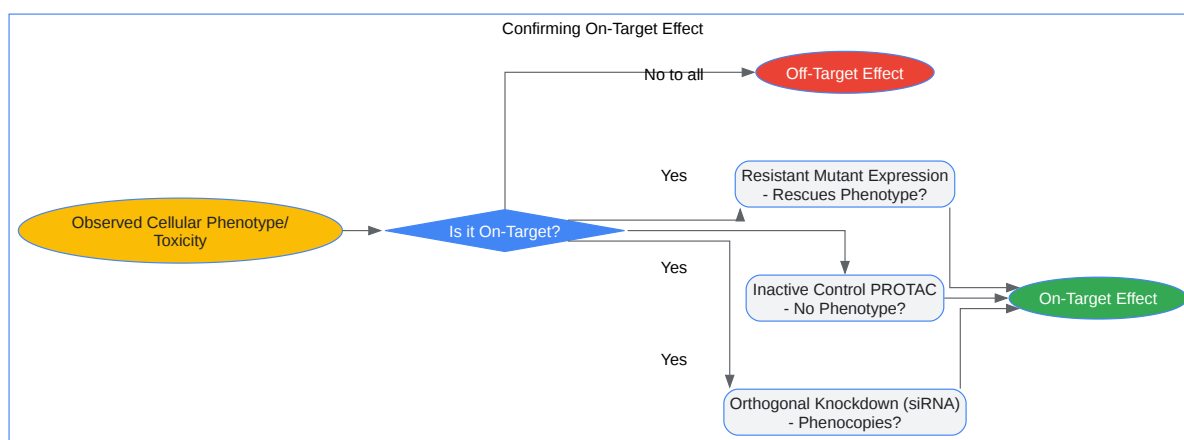 Confirming On-Target Effect
No to all
Off-Target Effect
Yes
Resistant Mutant Expression
- Rescues Phenotype?
Observed Cellular Phenotype/
Toxicity
Is it On-Target?
Yes
Inactive Control PROTAC
- No Phenotype?
On-Target Effect
Yes
Orthogonal Knockdown (siRNA)
- Phenocopies?